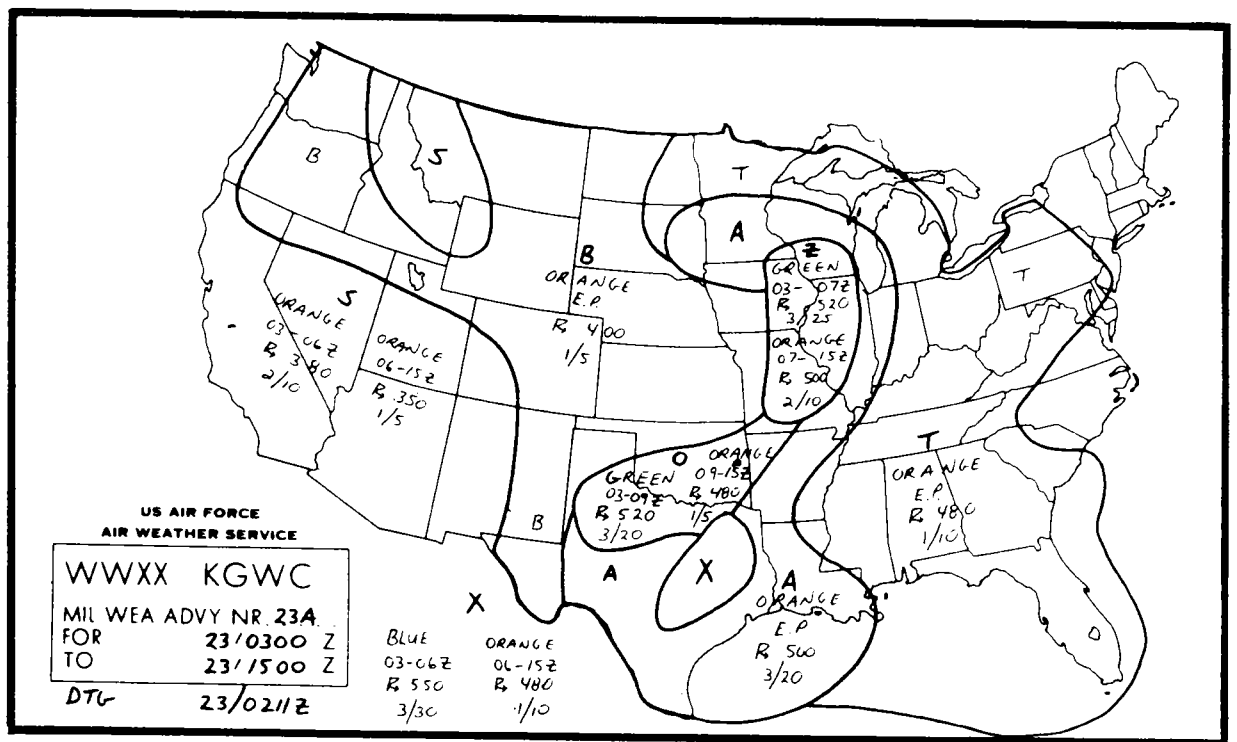 B
S
T
A
B
ORANGE
E.P.
R 400
1/5
Z
GREEN
03-07Z
R 520
3/25
ORANGE
07-15Z
R 500
2/10
T
S
ORANGE
03-06Z
R 380
2/10
ORANGE
06-15Z
R 350
1/5
O
GREEN
03-09Z
R 520
3/20
ORANGE
09-15Z
R 480
1/5
T
ORANGE
E.P.
R 480
1/10
B
A
X
A
ORANGE
E.P
R 500
3/20
US AIR FORCE
AIR WEATHER SERVICE
WWXX KGWC
MIL WEA ADVY NR. 23A
FOR 23/0300 Z
TO 23/1500 Z
DTG 23/0211Z
X
BLUE
03-06Z
R 550
3/30
ORANGE
06-15Z
R 480
1/10